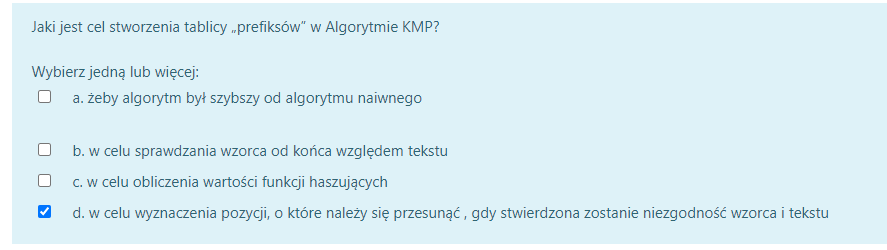 Jaki jest cel stworzenia tablicy „prefiksów” w Algorytmie KMP?
Wybierz jedną lub więcej:
a. żeby algorytm był szybszy od algorytmu naiwnego
b. w celu sprawdzania wzorca od końca względem tekstu
c. w celu obliczenia wartości funkcji haszujących
d. w celu wyznaczenia pozycji, o które należy się przesunąć , gdy stwierdzona zostanie niezgodność wzorca i tekstu